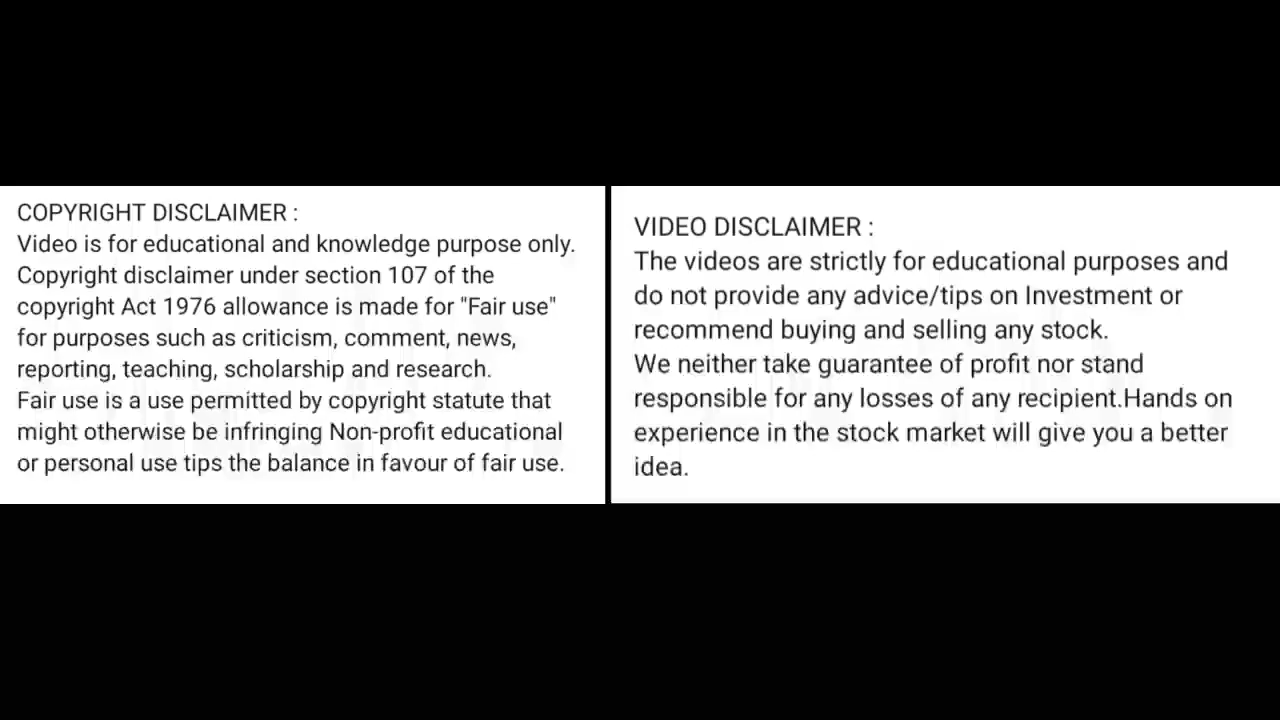 COPYRIGHT DISCLAIMER :
Video is for educational and knowledge purpose only.
Copyright disclaimer under section 107 of the
copyright Act 1976 allowance is made for "Fair use"
for purposes such as criticism, comment, news,
reporting, teaching, scholarship and research.
Fair use is a use permitted by copyright statute that
might otherwise be infringing Non-profit educational
or personal use tips the balance in favour of fair use.
VIDEO DISCLAIMER :
The videos are strictly for educational purposes and
do not provide any advice/tips on Investment or
recommend buying and selling any stock.
We neither take guarantee of profit nor stand
responsible for any losses of any recipient.Hands on
experience in the stock market will give you a better
idea.